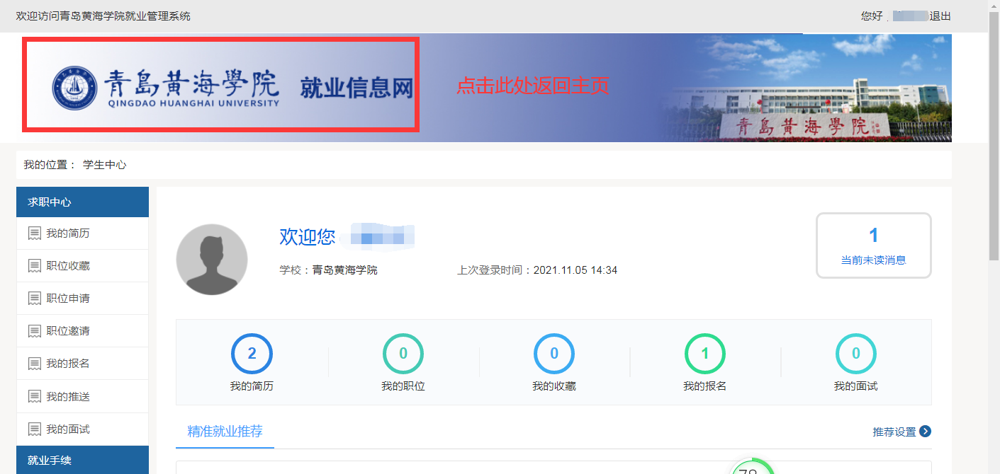 欢迎访问青岛黄海学院就业管理系统
您好， 退出
青島黄海學院 就业信息网
QINGDAO HUANGHAI UNIVERSITY
点击此处返回主页
青島黄海學院
我的位置： 学生中心
求职中心
我的简历
职位收藏
职位申请
职位邀请
我的报名
我的推送
我的面试
就业手续
欢迎您
学校：青岛黄海学院 上次登录时间：2021.11.05 14:34
1
当前未读消息
2 0 0 1 0
我的简历 我的职位 我的收藏 我的报名 我的面试
精准就业推荐 推荐设置